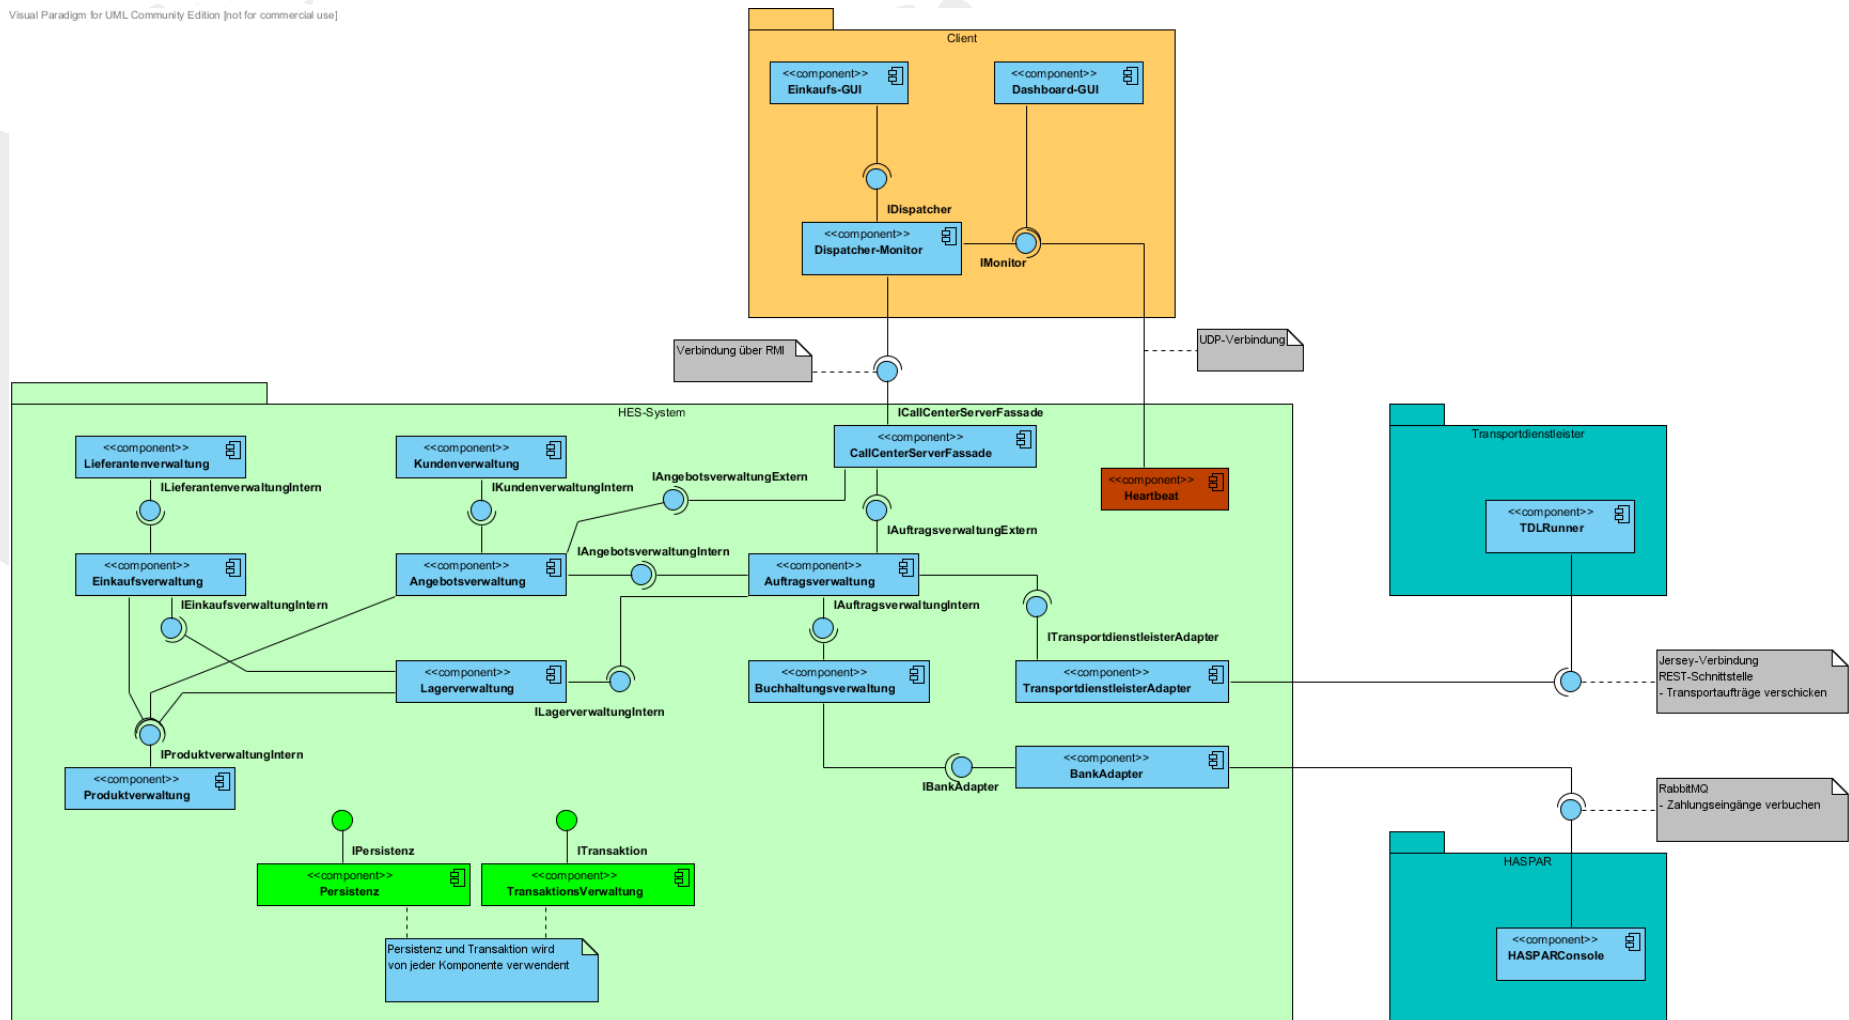 Visual Paradigm for UML Community Edition [not for commercial use]
Client
<<component>>
Einkaufs-GUI
<<component>>
Dashboard-GUI
IDispatcher
<<component>>
Dispatcher-Monitor
IMonitor
Verbindung über RMI
UDP-Verbindung
HES-System
ICallCenterServerFassade
<<component>>
CallCenterServerFassade
<<component>>
Lieferantenverwaltung
<<component>>
Kundenverwaltung
<<component>>
Heartbeat
Transportdienstleister
<<component>>
TDLRunner
ILieferantenverwaltungIntern
IKundenverwaltungIntern
IAngebotsverwaltungExtern
IAuftragsverwaltungExtern
IAngebotsverwaltungIntern
<<component>>
Einkaufsverwaltung
<<component>>
Angebotsverwaltung
<<component>>
Auftragsverwaltung
IEinkaufsverwaltungIntern
IAuftragsverwaltungIntern
ITransportdienstleisterAdapter
<<component>>
Lagerverwaltung
<<component>>
Buchhaltungsverwaltung
<<component>>
TransportdienstleisterAdapter
Jersey-Verbindung
REST-Schnittstelle
- Transportaufträge verschicken
ILagerverwaltungIntern
IProduktverwaltungIntern
<<component>>
Produktverwaltung
IBankAdapter
<<component>>
BankAdapter
RabbitMQ
- Zahlungseingänge verbuchen
IPersistenz
ITransaktion
<<component>>
Persistenz
<<component>>
TransaktionsVerwaltung
HASPAR
<<component>>
HASPARConsole
Persistenz und Transaktion wird
von jeder Komponente verwendent